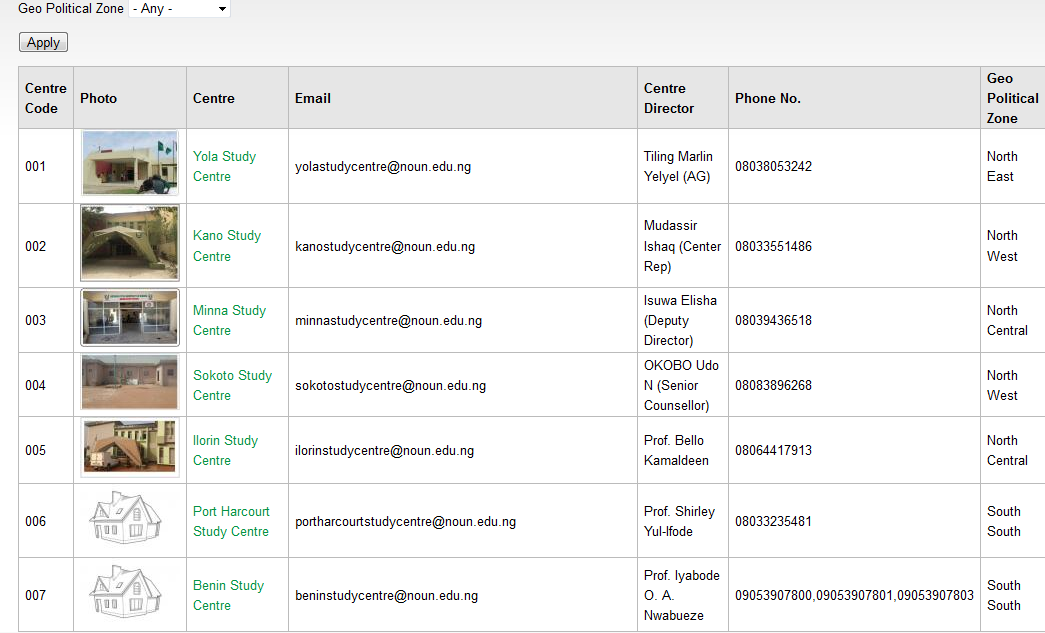 Geo Political Zone - Any -
Apply
Centre Code Photo Centre Email Centre Director Phone No. Geo Political Zone
001 Yola Study Centre yolastudycentre@noun.edu.ng Tiling Marlin Yelyel (AG) 08038053242 North East
002 Kano Study Centre kanostudycentre@noun.edu.ng Mudassir Ishaq (Center Rep) 08033551486 North West
003 Minna Study Centre minnastudycentre@noun.edu.ng Isuwa Elisha (Deputy Director) 08039436518 North Central
004 Sokoto Study Centre sokotostudycentre@noun.edu.ng OKOBO Udo N (Senior Counsellor) 08083896268 North West
005 Ilorin Study Centre ilorinstudycentre@noun.edu.ng Prof. Bello Kamaldeen 08064417913 North Central
006 Port Harcourt Study Centre portharcourtstudycentre@noun.edu.ng Prof. Shirley Yul-Ifode 08033235481 South South
007 Benin Study Centre beninstudycentre@noun.edu.ng Prof. Iyabode O. A. Nwabueze 09053907800,09053907801,09053907803 South South